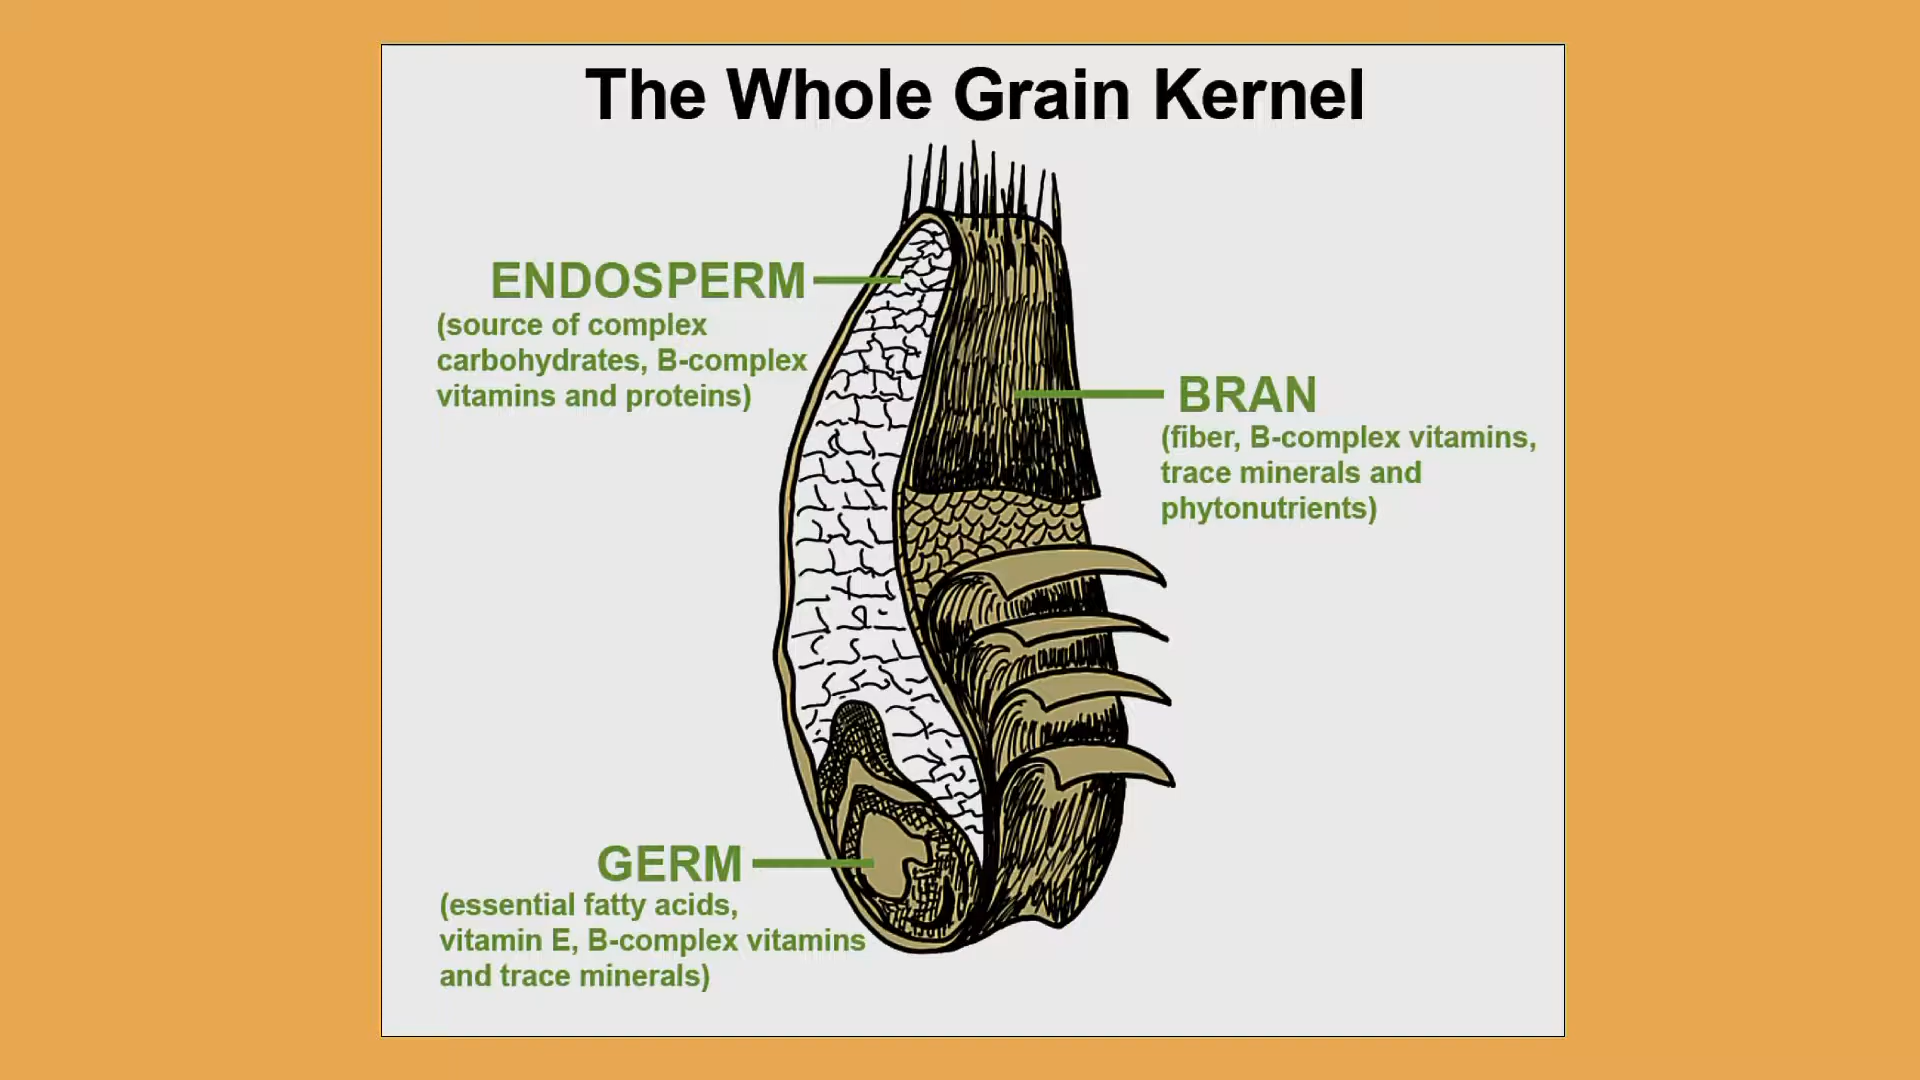 The Whole Grain Kernel
ENDOSPERM
(source of complex
carbohydrates, B-complex
vitamins and proteins)
BRAN
(fiber, B-complex vitamins,
trace minerals and
phytonutrients)
GERM
(essential fatty acids,
vitamin E, B-complex vitamins
and trace minerals)